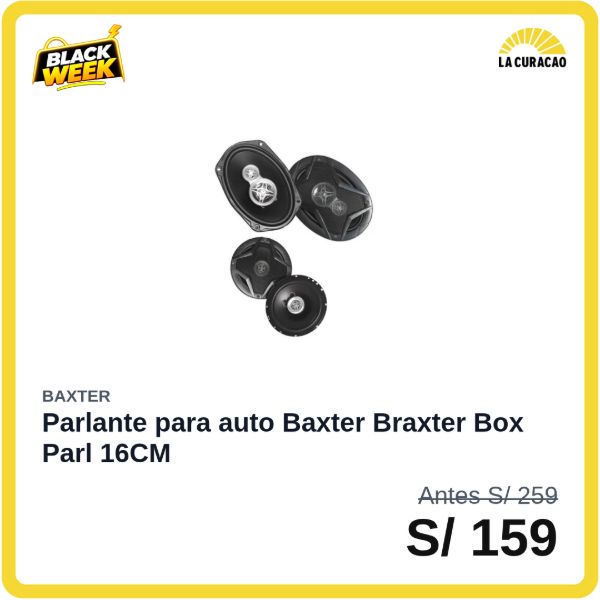 BLACK
WEEK
LA CURACAO
BAXTER
Parlante para auto Baxter Braxter Box
Parl 16CM
Antes S/ 259
S/ 159